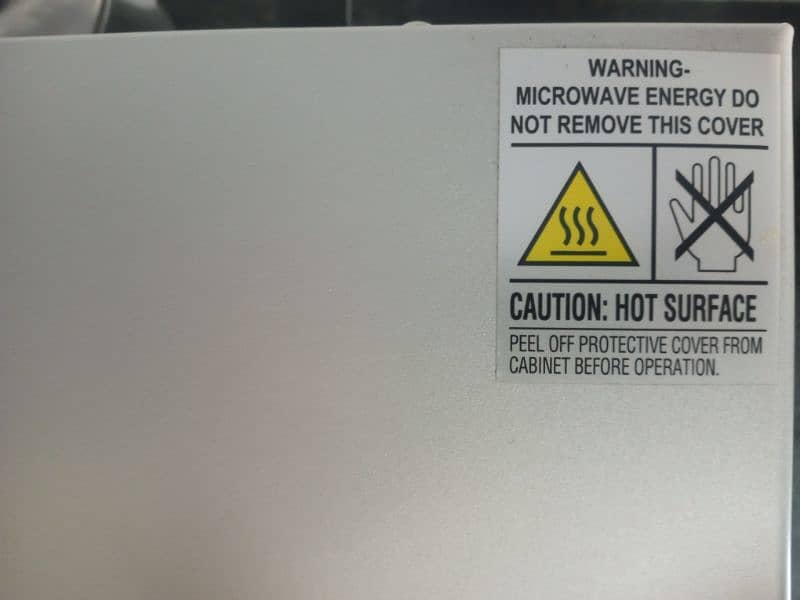 WARNING-
MICROWAVE ENERGY DO
NOT REMOVE THIS COVER
CAUTION: HOT SURFACE
PEEL OFF PROTECTIVE COVER FROM
CABINET BEFORE OPERATION.